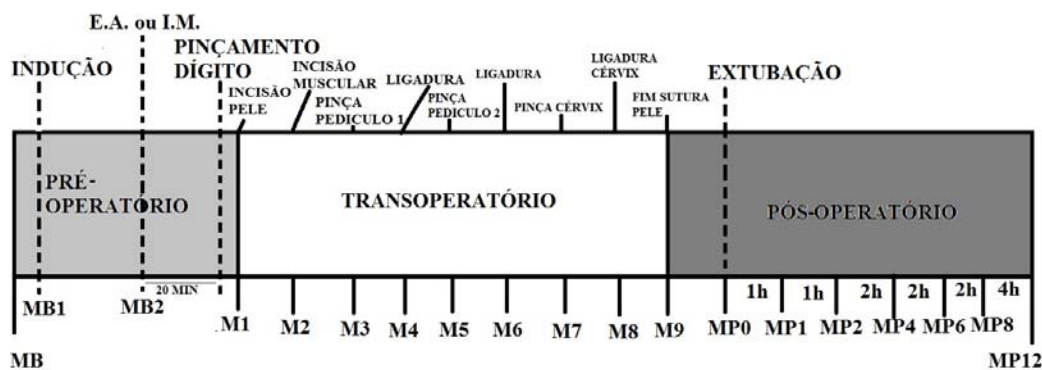 E.A. ou I.M.
INDUÇÃO
PINÇAMENTO
DÍGITO
INCISÃO
PELE
INCISÃO
MUSCULAR
PINÇA
PEDICULO 1
LIGADURA
PINÇA
PEDICULO 2
LIGADURA
PINÇA CÉRVIX
LIGADURA
CÉRVIX
FIM SUTURA
PELE
EXTUBAÇÃO
PRÉ-
OPERATÓRIO
TRANSOPERATÓRIO
PÓS-OPERATÓRIO
20 MIN
1h
1h
2h
2h
2h
4h
MB
MB1
MB2
M1
M2
M3
M4
M5
M6
M7
M8
M9
MP0
MP1
MP2
MP4
MP6
MP8
MP12